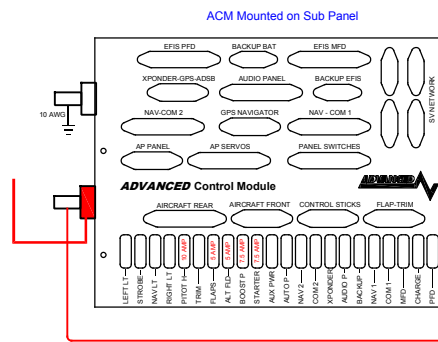 ACM Mounted on Sub Panel
EFIS PFD
BACKUP BAT
EFIS MFD
XPONDER-GPS-ADSB
AUDIO PANEL
BACKUP EFIS
SV NETWORK
10 AWG
NAV-COM 2
GPS NAVIGATOR
NAV - COM 1
AP PANEL
AP SERVOS
PANEL SWITCHES
ADVANCED Control Module
ADVANCED
AIRCRAFT REAR
AIRCRAFT FRONT
CONTROL STICKS
FLAP-TRIM
10 AMP
5 AMP
5 AMP
7.5 AMP
7.5 AMP
LEFT LT
STROBE
NAV LT
RIGHT LT
PITOT H
TRIM
FLAPS
ALT FLD
BOOST P
STARTER
AUX PWR
AUTO P
NAV 2
COM 2
XPONDER
AUDIO P
BACKUP
NAV 1
COM 1
MFD
CHARGE
PFD